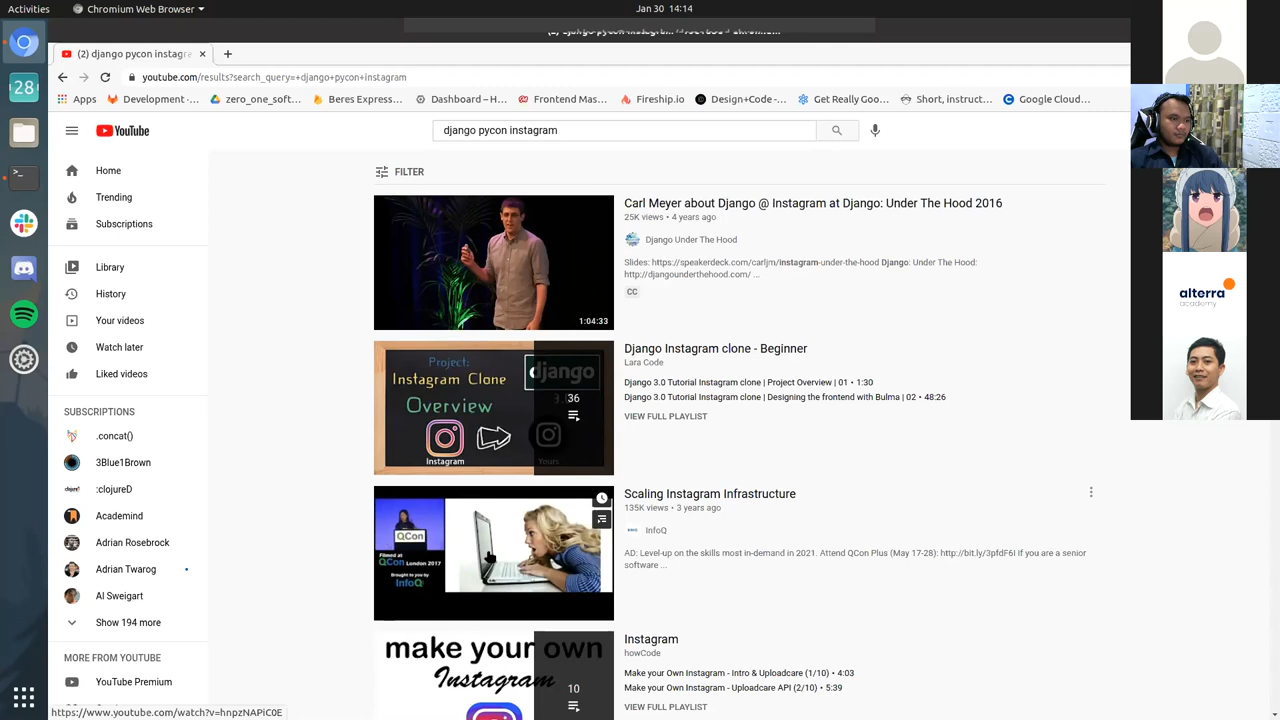 Activities
Chromium Web Browser
Jan 30 14:14
(2) django pycon instagra
youtube.com/results?search_query=+django+pycon+instagram
Apps
Development -...
zero_one_soft...
Beres Express...
Dashboard – H...
Frontend Mas...
Fireship.io
Design+Code -...
Get Really Goo...
Short, instruct...
Google Cloud...
28
YouTube
django pycon instagram
Home
Trending
Subscriptions
Library
History
Your videos
Watch later
Liked videos
SUBSCRIPTIONS
.concat()
3Blue1Brown
:clojureD
Academind
Adrian Rosebrock
Adrian Twarog
Al Sweigart
Show 194 more
MORE FROM YOUTUBE
YouTube Premium
https://www.youtube.com/watch?v=hnpzNAPiC0E
FILTER
1:04:33
Carl Meyer about Django @ Instagram at Django: Under The Hood 2016
25K views • 4 years ago
Django Under The Hood
Slides: https://speakerdeck.com/carljm/instagram-under-the-hood Django: Under The Hood:
http://djangounderthehood.com/ ...
CC
Project:
Instagram Clone
Overview
Instagram
Yours
django
36
Django Instagram clone - Beginner
Lara Code
Django 3.0 Tutorial Instagram clone | Project Overview | 01 • 1:30
Django 3.0 Tutorial Instagram clone | Designing the frontend with Bulma | 02 • 48:26
VIEW FULL PLAYLIST
QCon
Filmed at
QCon London 2017
Brought to you by
InfoQ
Scaling Instagram Infrastructure
135K views • 3 years ago
InfoQ
AD: Level-up on the skills most in-demand in 2021. Attend QCon Plus (May 17-28): http://bit.ly/3pfdF6I If you are a senior
software ...
make your own
Instagram
10
Instagram
howCode
Make your Own Instagram - Intro & Uploadcare (1/10) • 4:03
Make your Own Instagram - Uploadcare API (2/10) • 5:39
VIEW FULL PLAYLIST
alterra
academy